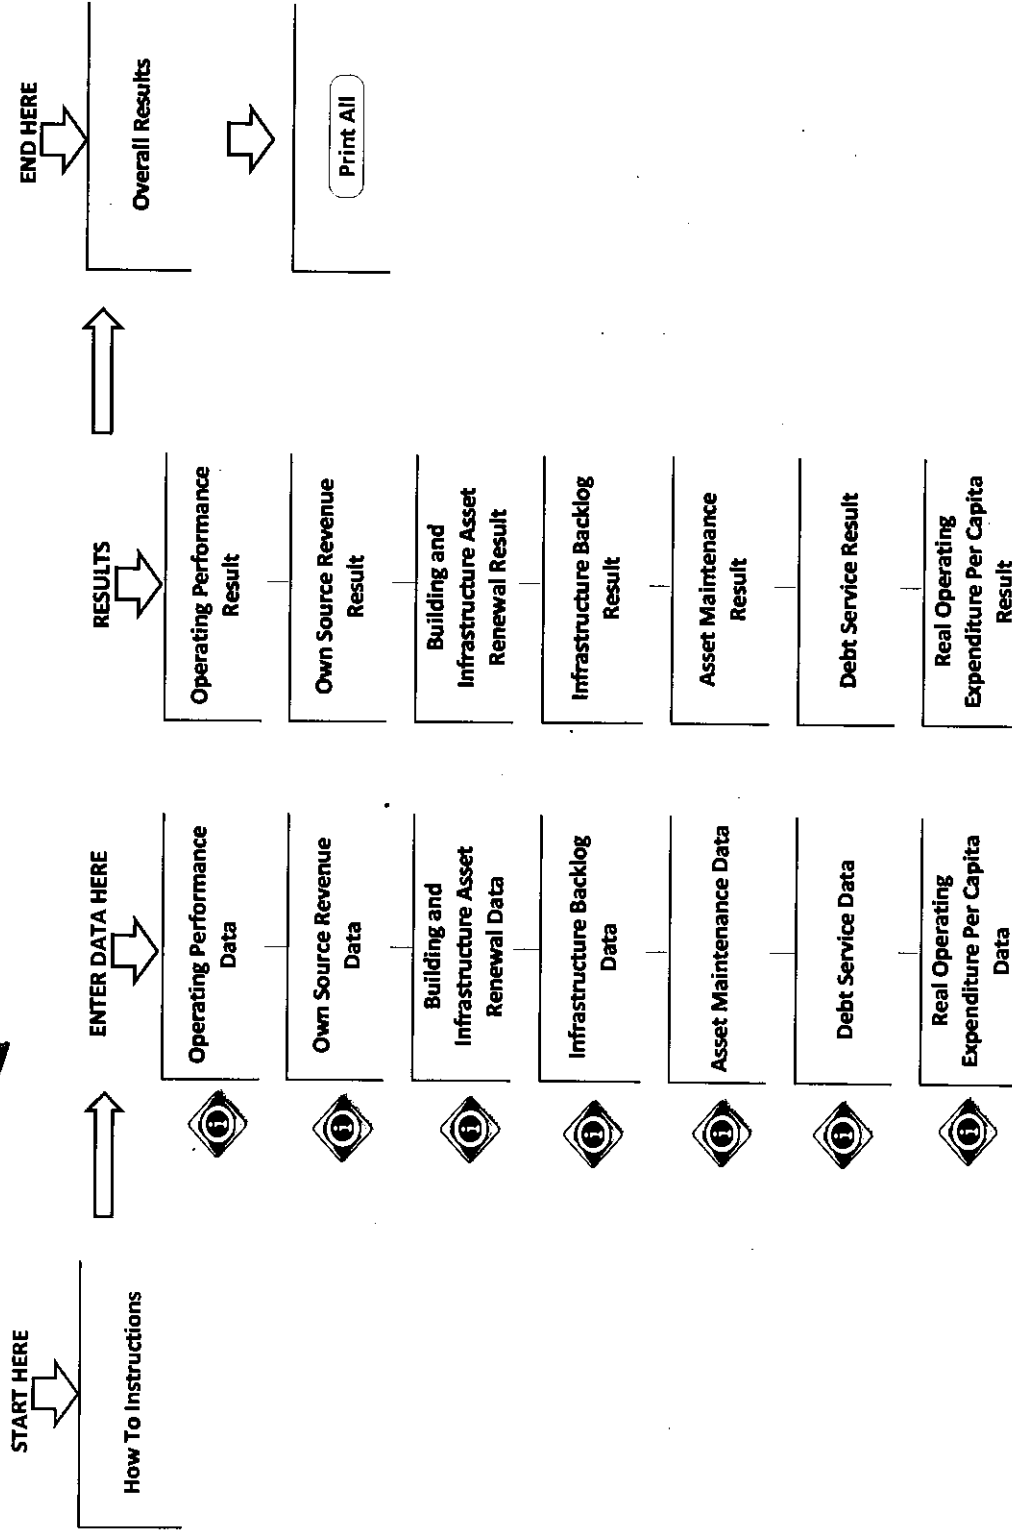 START HERE
How To Instructions
ENTER DATA HERE
Operating Performance
Data
Own Source Revenue
Data
Building and
Infrastructure Asset
Renewal Data
Infrastructure Backlog
Data
Asset Maintenance Data
Debt Service Data
Real Operating
Expenditure Per Capita
Data
RESULTS
Operating Performance
Result
Own Source Revenue
Result
Building and
Infrastructure Asset
Renewal Result
Infrastructure Backlog
Result
Asset Maintenance
Result
Debt Service Result
Real Operating
Expenditure Per Capita
Result
END HERE
Overall Results
Print All